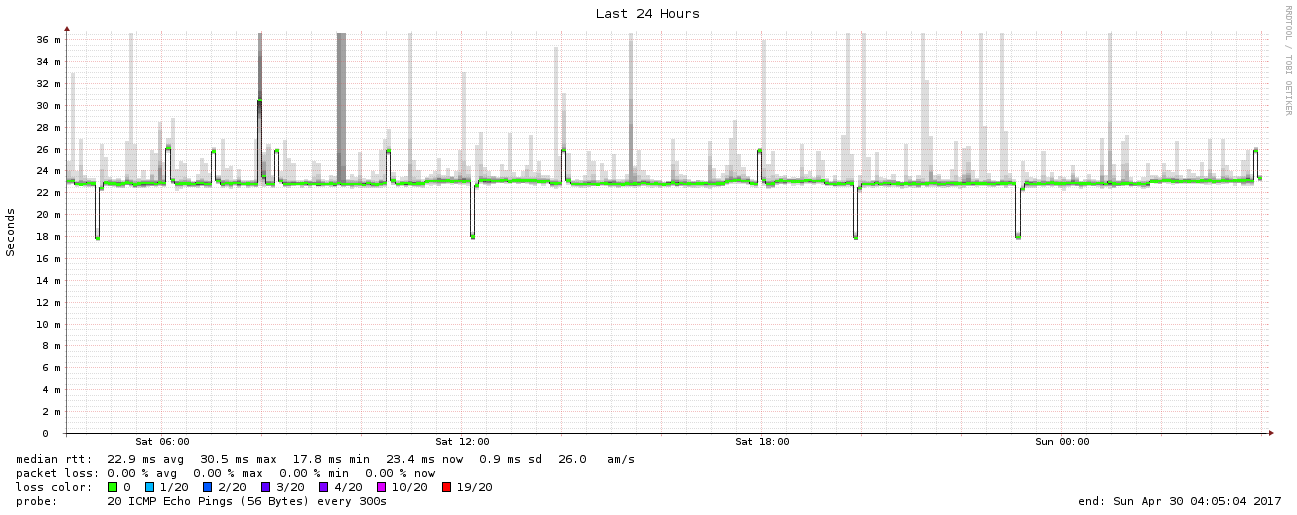 Last 24 Hours
RRDTOOL / TOBI OETIKER
Seconds
36 m
34 m
32 m
30 m
28 m
26 m
24 m
22 m
20 m
18 m
16 m
14 m
12 m
10 m
8 m
6 m
4 m
2 m
0
Sat 06:00 Sat 12:00 Sat 18:00 Sun 00:00
median rtt: 22.9 ms avg 30.5 ms max 17.8 ms min 23.4 ms now 0.9 ms sd 26.0 am/s
packet loss: 0.00 % avg 0.00 % max 0.00 % min 0.00 % now
loss color: 0 1/20 2/20 3/20 4/20 10/20 19/20
probe: 20 ICMP Echo Pings (56 Bytes) every 300s end: Sun Apr 30 04:05:04 2017